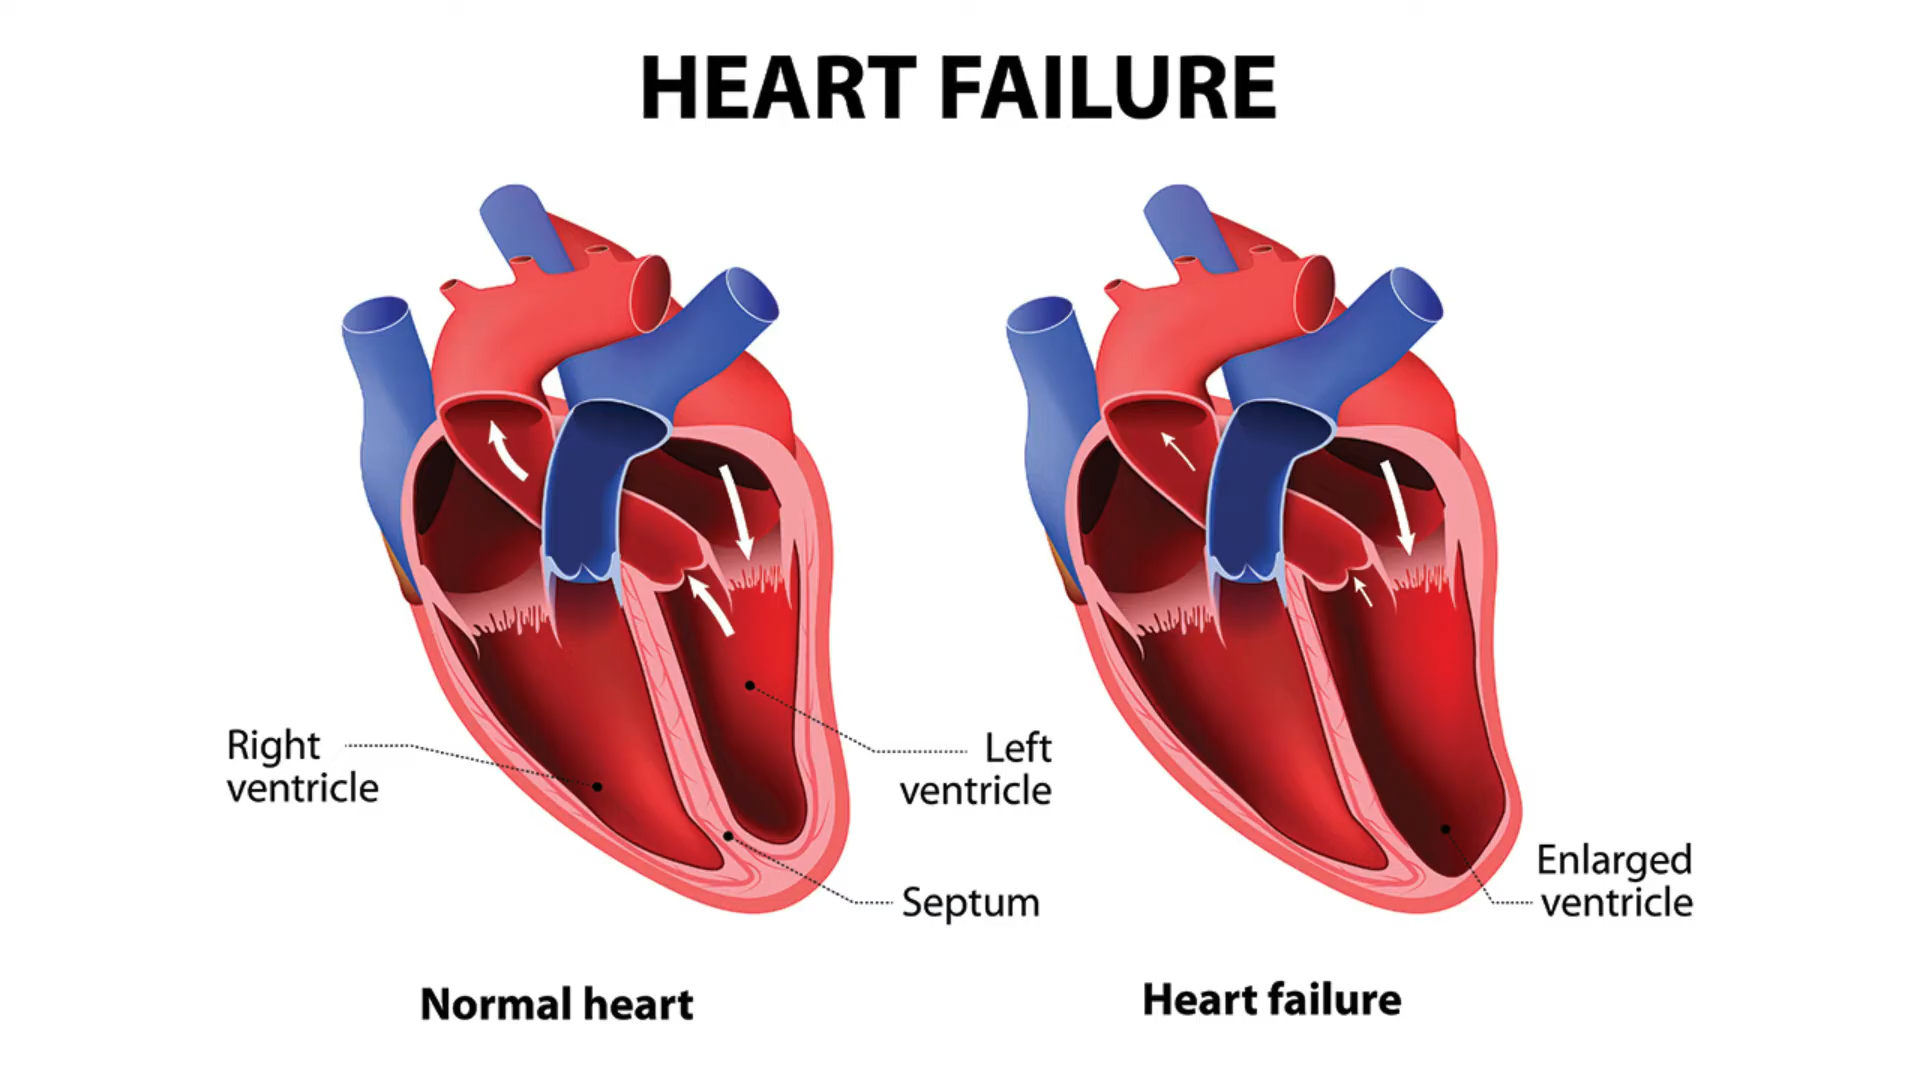 HEART FAILURE
Right
ventricle
Left
ventricle
Septum
Enlarged
ventricle
Normal heart
Heart failure